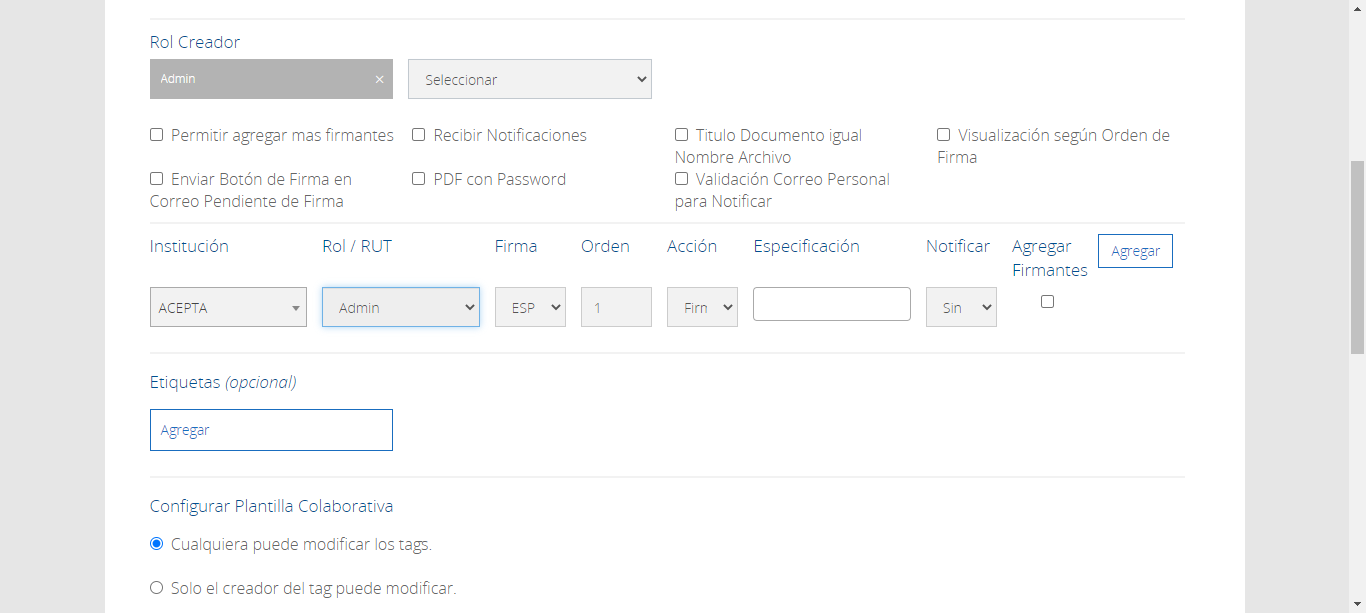 Rol Creador
Admin ×
Seleccionar
Permitir agregar mas firmantes
Recibir Notificaciones
Titulo Documento igual
Nombre Archivo
Visualización según Orden de
Firma
Enviar Botón de Firma en
Correo Pendiente de Firma
PDF con Password
Validación Correo Personal
para Notificar
Institución
Rol / RUT
Firma
Orden
Acción
Especificación
Notificar
Agregar
Firmantes
Agregar
ACEPTA
Admin
ESP
1
Firn
Sin
Etiquetas (opcional)
Agregar
Configurar Plantilla Colaborativa
Cualquiera puede modificar los tags.
Solo el creador del tag puede modificar.